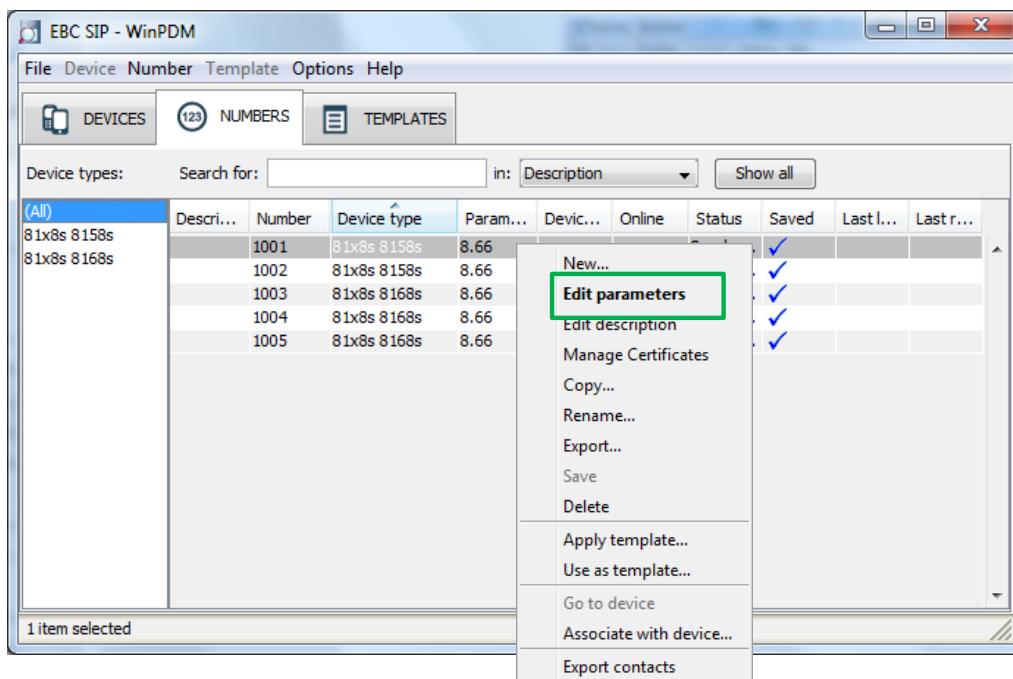 EBC SIP - WinPDM
File Device Number Template Options Help
DEVICES 123 NUMBERS TEMPLATES
Device types: Search for: in: Description Show all
(All)
81x8s 8158s
81x8s 8168s
Descri... Number Device type Param... Devic... Online Status Saved Last l... Last r...
1001 81x8s 8158s 8.66
1002 81x8s 8158s 8.66
1003 81x8s 8168s 8.66
1004 81x8s 8168s 8.66
1005 81x8s 8168s 8.66
New...
Edit parameters
Edit description
Manage Certificates
Copy...
Rename...
Export...
Save
Delete
Apply template...
Use as template...
Go to device
Associate with device...
Export contacts
1 item selected